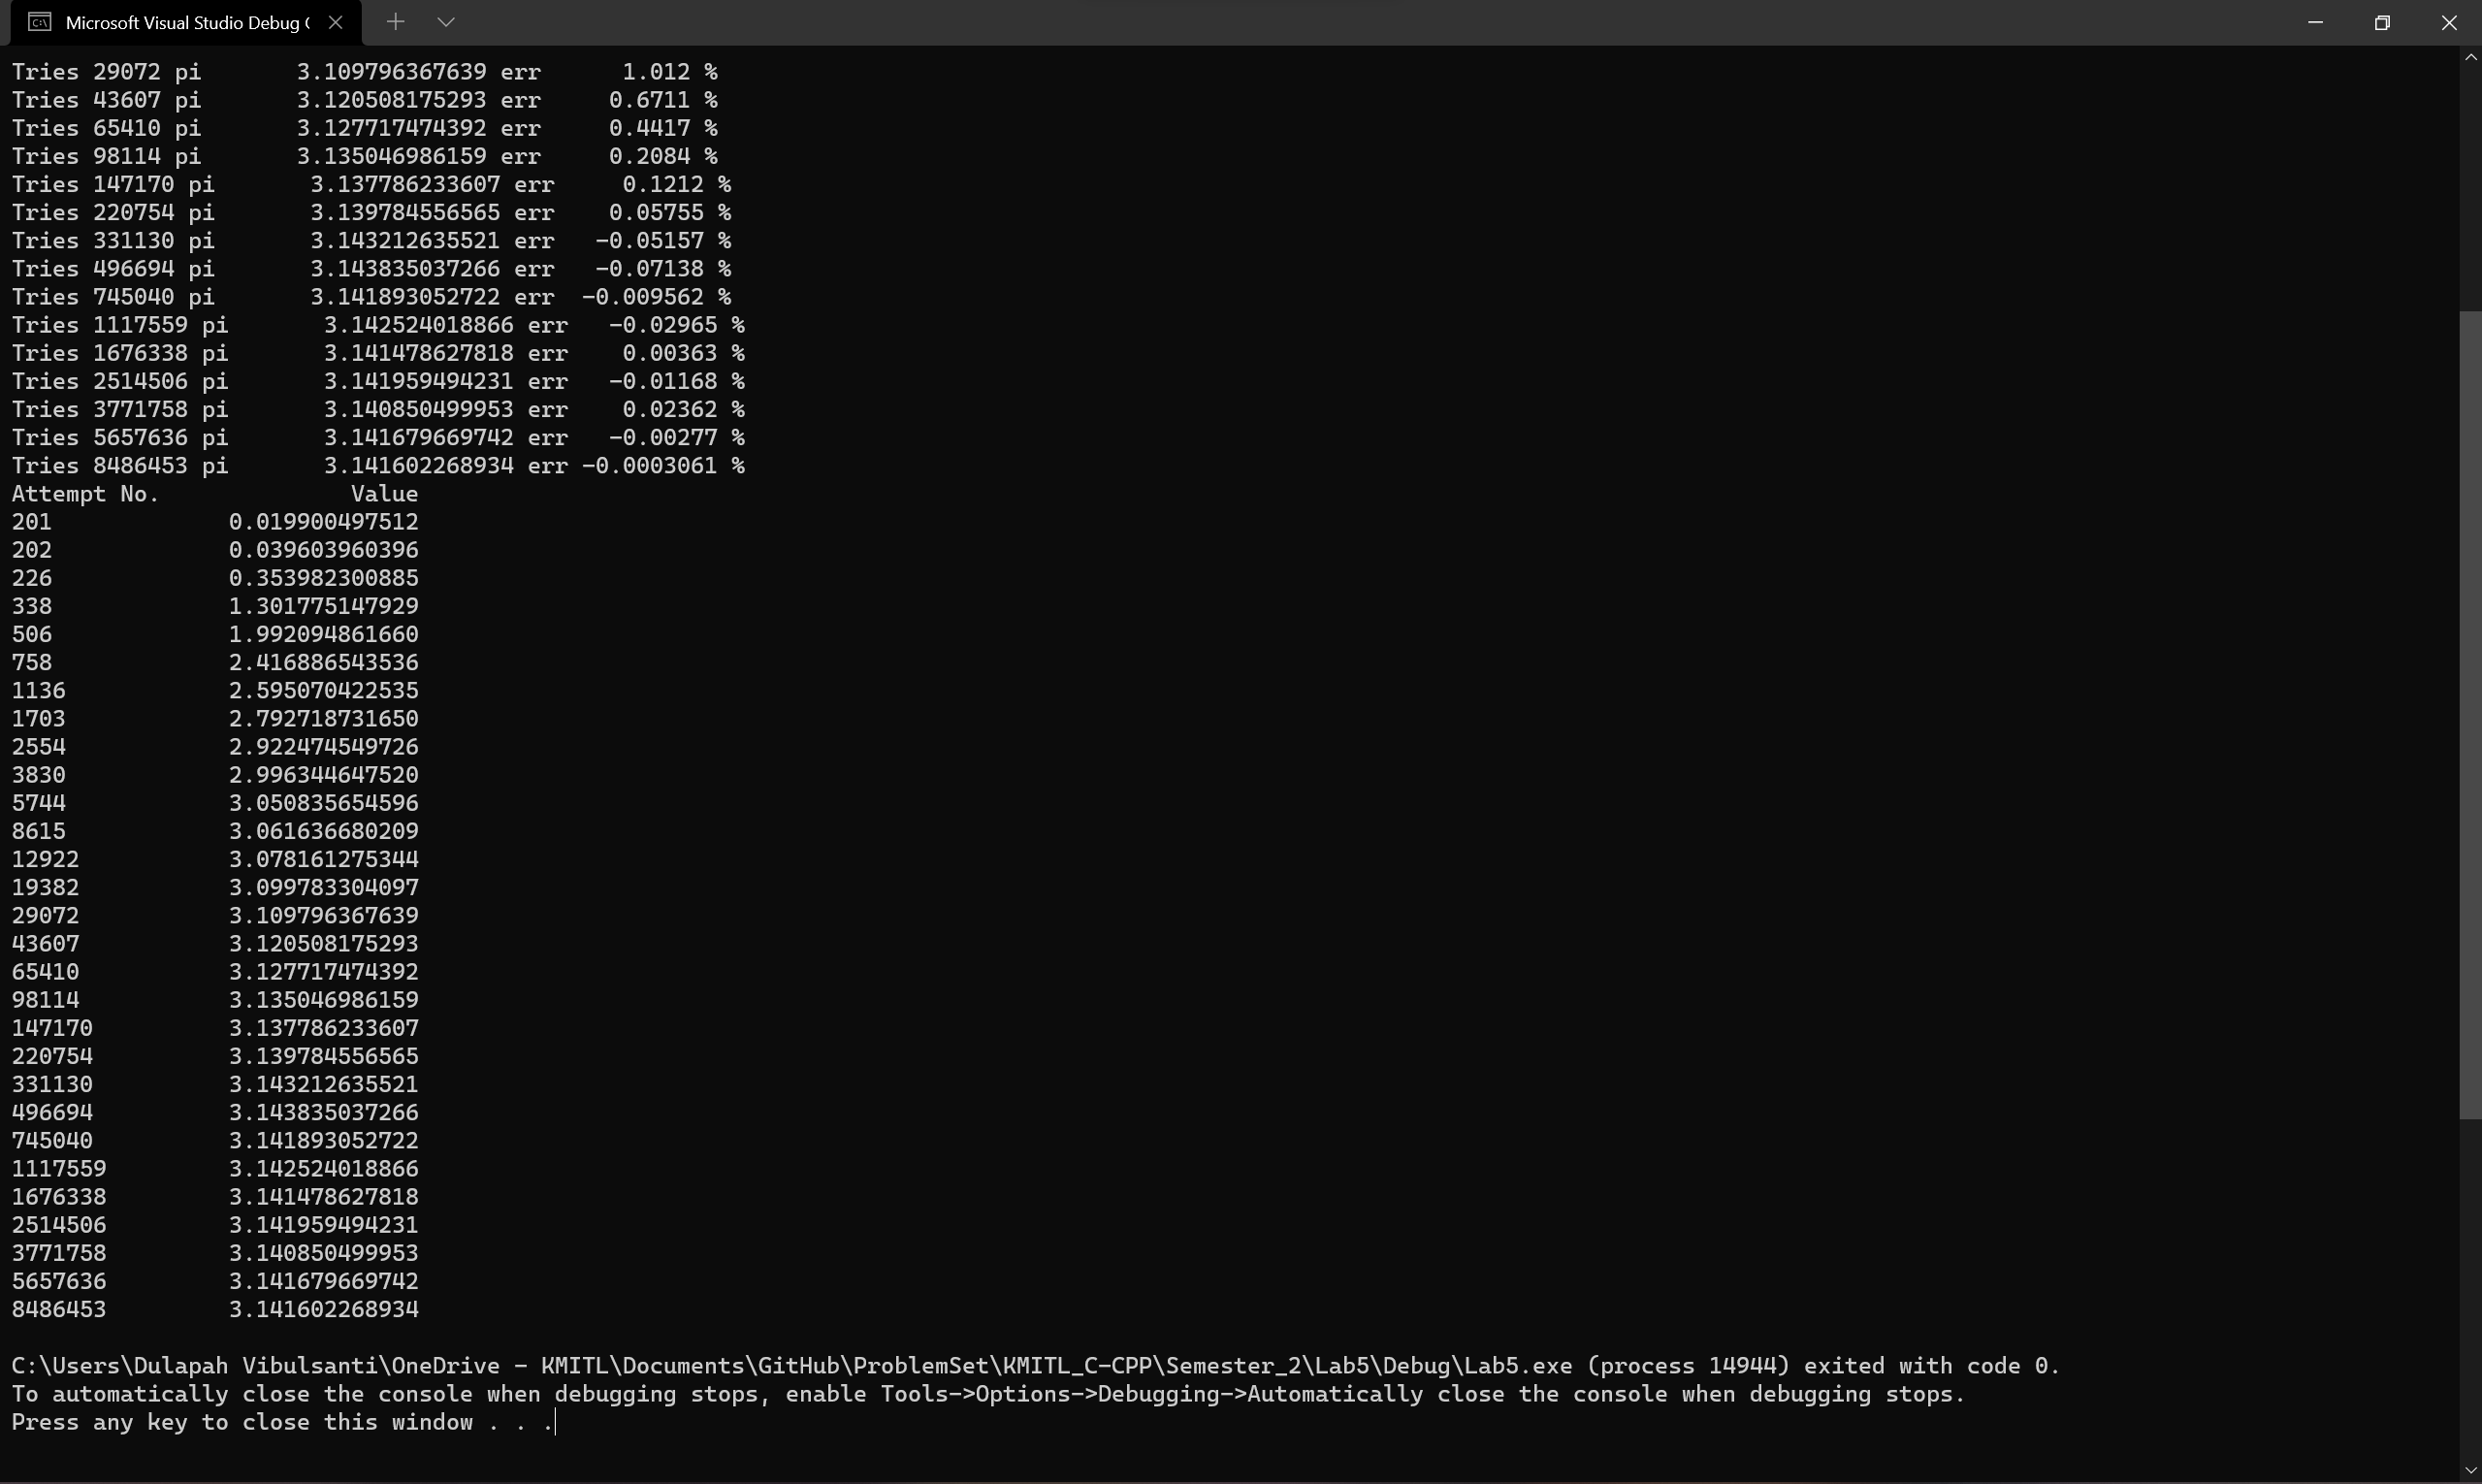 Microsoft Visual Studio Debug
Tries 29072 pi       3.109796367639 err      1.012 %
Tries 43607 pi       3.120508175293 err     0.6711 %
Tries 65410 pi       3.127717474392 err     0.4417 %
Tries 98114 pi       3.135046986159 err     0.2084 %
Tries 147170 pi       3.137786233607 err     0.1212 %
Tries 220754 pi       3.139784556565 err    0.05755 %
Tries 331130 pi       3.143212635521 err   -0.05157 %
Tries 496694 pi       3.143835037266 err   -0.07138 %
Tries 745040 pi       3.141893052722 err  -0.009562 %
Tries 1117559 pi       3.142524018866 err   -0.02965 %
Tries 1676338 pi       3.141478627818 err    0.00363 %
Tries 2514506 pi       3.141959494231 err   -0.01168 %
Tries 3771758 pi       3.140850499953 err    0.02362 %
Tries 5657636 pi       3.141679669742 err   -0.00277 %
Tries 8486453 pi       3.141602268934 err -0.0003061 %
Attempt No.              Value
201             0.019900497512
202             0.039603960396
226             0.353982300885
338             1.301775147929
506             1.992094861660
758             2.416886543536
1136            2.595070422535
1703            2.792718731650
2554            2.922474549726
3830            2.996344647520
5744            3.050835654596
8615            3.061636680209
12922           3.078161275344
19382           3.099783304097
29072           3.109796367639
43607           3.120508175293
65410           3.127717474392
98114           3.135046986159
147170          3.137786233607
220754          3.139784556565
331130          3.143212635521
496694          3.143835037266
745040          3.141893052722
1117559         3.142524018866
1676338         3.141478627818
2514506         3.141959494231
3771758         3.140850499953
5657636         3.141679669742
8486453         3.141602268934
C:\Users\Dulapah Vibulsanti\OneDrive - KMITL\Documents\GitHub\ProblemSet\KMITL_C-CPP\Semester_2\Lab5\Debug\Lab5.exe (process 14944) exited with code 0.
To automatically close the console when debugging stops, enable Tools->Options->Debugging->Automatically close the console when debugging stops.
Press any key to close this window . . .